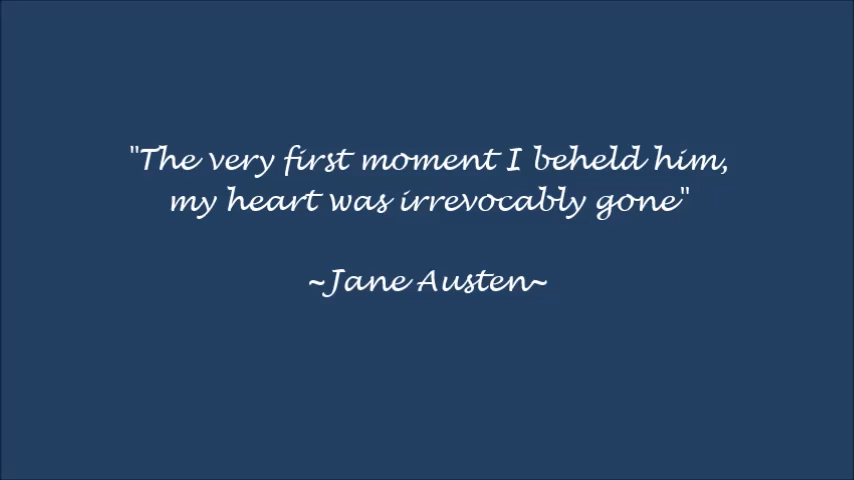 "The very first moment I beheld him,
my heart was irrevocably gone"
~Jane Austen~